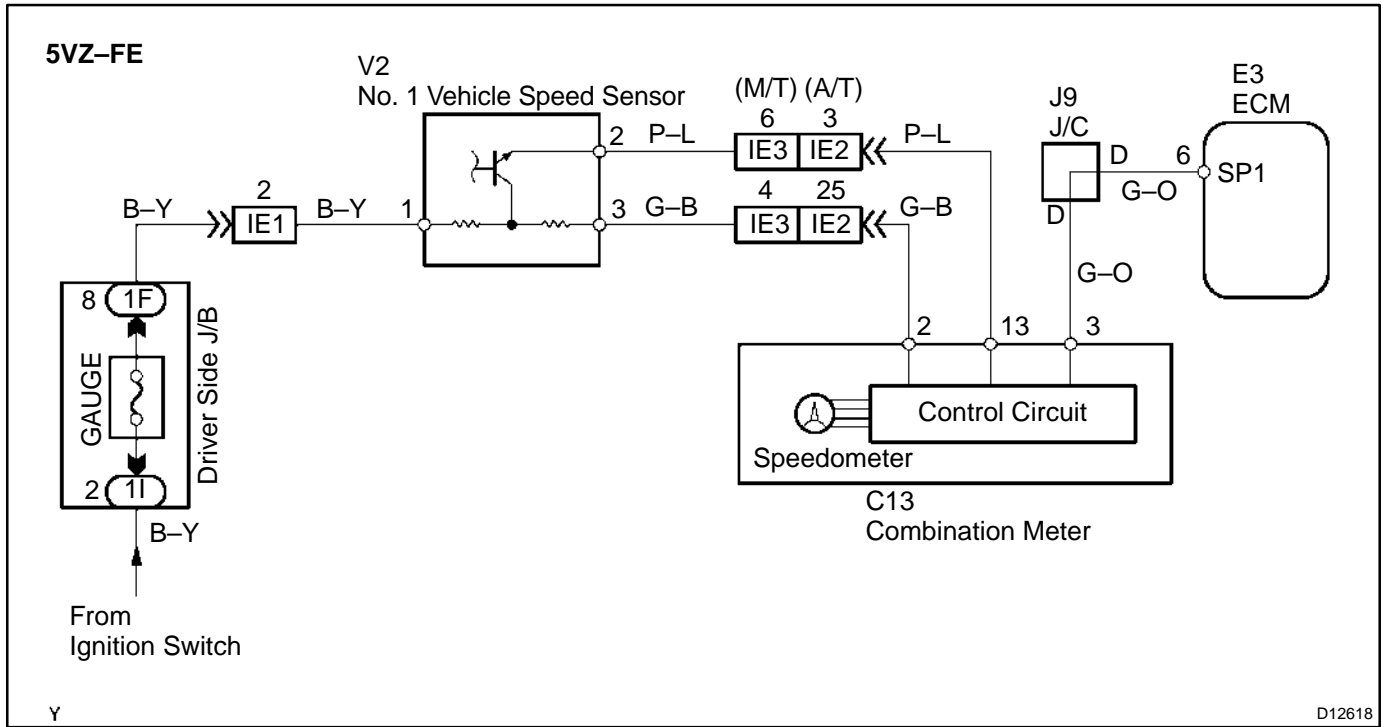 5VZ–FE
V2
No. 1 Vehicle Speed Sensor
(M/T) (A/T)
6 3
IE3 IE2
2 P–L
P–L
J9
J/C
D
D
G–O
6
E3
ECM
SP1
B–Y
2
IE1
B–Y
1
3 G–B
4 25
IE3 IE2
G–B
G–O
8 1F
GAUGE
Driver Side J/B
2 1I
B–Y
From
Ignition Switch
2 13 3
Control Circuit
Speedometer
C13
Combination Meter
Y
D12618